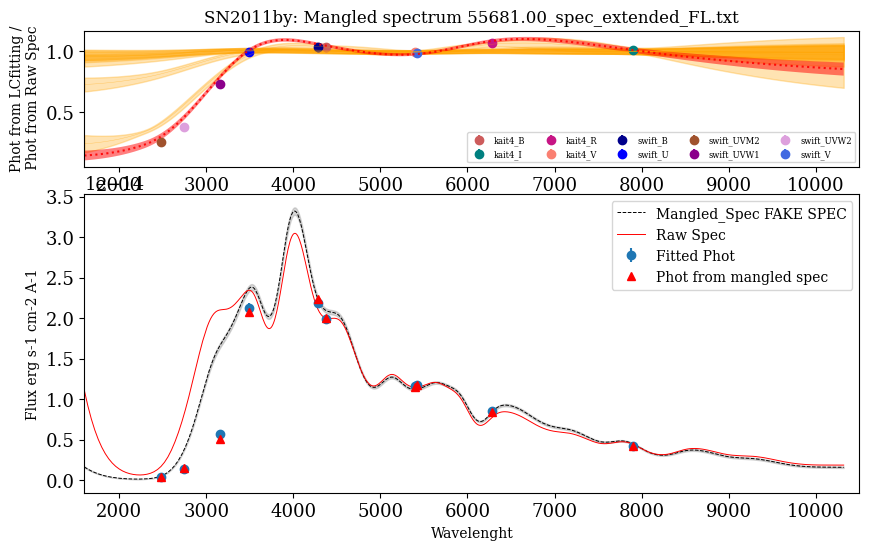 SN2011by: Mangled spectrum 55681.00_spec_extended_FL.txt
Phot from LCfitting /
Phot from Raw Spec
1.0
0.5
kait4_B
kait4_R
swift_B
swift_UVM2
swift_UVW2
kait4_I
kait4_V
swift_U
swift_UVW1
swift_V
2000 3000 4000 5000 6000 7000 8000 9000 10000
1e−14
Flux erg s-1 cm-2 A-1
3.5
3.0
2.5
2.0
1.5
1.0
0.5
0.0
Mangled_Spec FAKE SPEC
Raw Spec
Fitted Phot
Phot from mangled spec
2000 3000 4000 5000 6000 7000 8000 9000 10000
Wavelenght